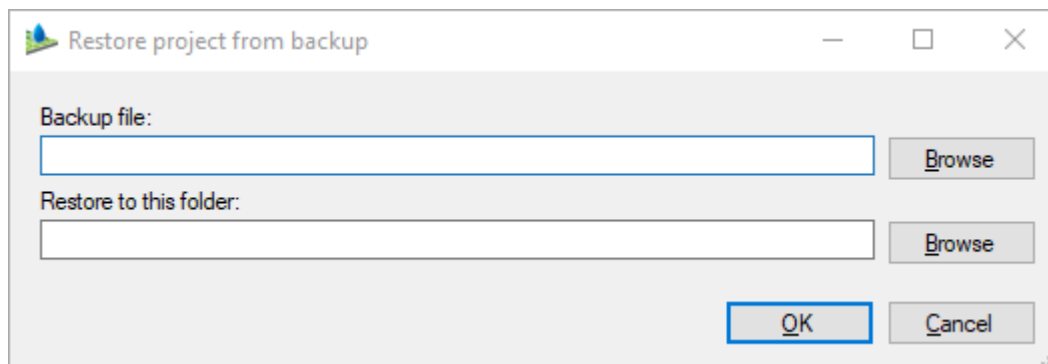 Restore project from backup
Backup file:
Browse
Restore to this folder:
Browse
OK
Cancel